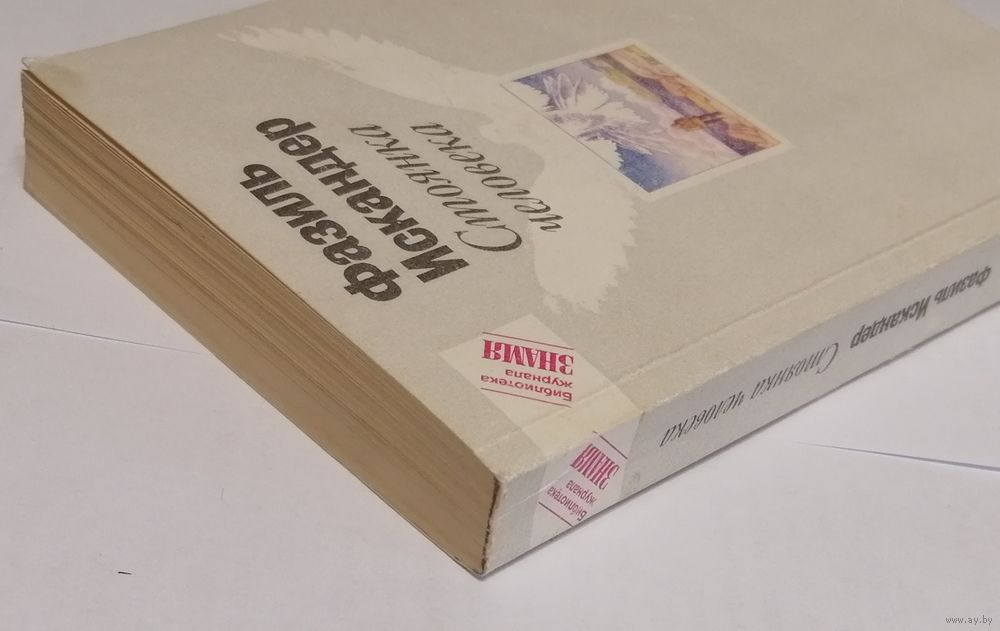 Фазиль
Искандер
Стоянка
человека
Библиотека
журнала
ЗНАМЯ
Фазиль Искандер Стоянка человека
Библиотека
журнала
ЗНАМЯ
www.ay.by